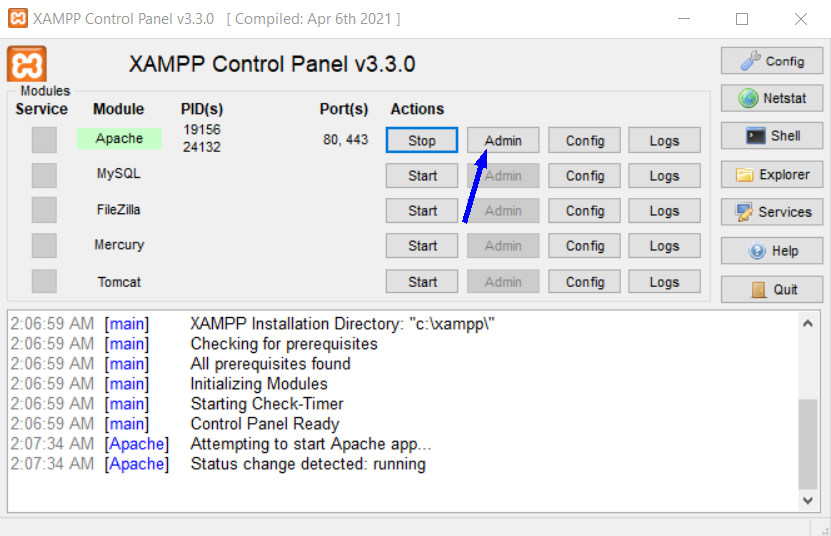 XAMPP Control Panel v3.3.0   [ Compiled: Apr 6th 2021 ]
XAMPP Control Panel v3.3.0
Config
Modules
Service Module PID(s) Port(s) Actions
Netstat
Apache 19156 80, 443 Stop Admin Config Logs
24132
Shell
MySQL Start Admin Config Logs
Explorer
FileZilla Start Admin Config Logs
Services
Mercury Start Admin Config Logs
Help
Tomcat Start Admin Config Logs
Quit
2:06:59 AM [main] XAMPP Installation Directory: "c:\xampp\"
2:06:59 AM [main] Checking for prerequisites
2:06:59 AM [main] All prerequisites found
2:06:59 AM [main] Initializing Modules
2:06:59 AM [main] Starting Check-Timer
2:06:59 AM [main] Control Panel Ready
2:07:34 AM [Apache] Attempting to start Apache app...
2:07:34 AM [Apache] Status change detected: running